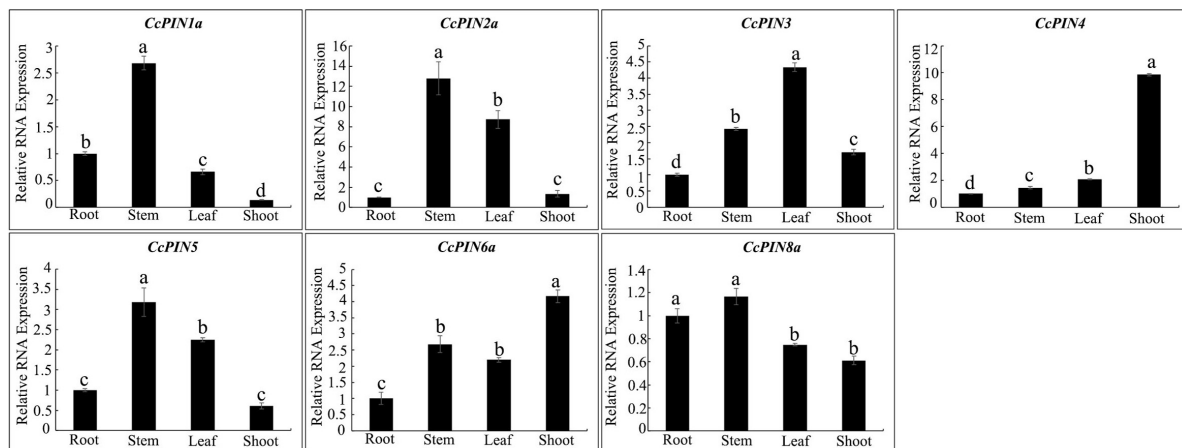 CcPIN1a
Relative RNA Expression
3
2.5
2
1.5
1
0.5
0
b
a
c
d
Root Stem Leaf Shoot
CcPIN2a
Relative RNA Expression
16
14
12
10
8
6
4
2
0
c
a
b
c
Root Stem Leaf Shoot
CcPIN3
Relative RNA Expression
5
4.5
4
3.5
3
2.5
2
1.5
1
0.5
0
d
b
a
c
Root Stem Leaf Shoot
CcPIN4
Relative RNA Expression
12
10
8
6
4
2
0
d
c
b
a
Root Stem Leaf Shoot
CcPIN5
Relative RNA Expression
4
3.5
3
2.5
2
1.5
1
0.5
0
c
a
b
c
Root Stem Leaf Shoot
CcPIN6a
Relative RNA Expression
5
4.5
4
3.5
3
2.5
2
1.5
1
0.5
0
c
b
b
a
Root Stem Leaf Shoot
CcPIN8a
Relative RNA Expression
1.4
1.2
1
0.8
0.6
0.4
0.2
0
a
a
b
b
Root Stem Leaf Shoot